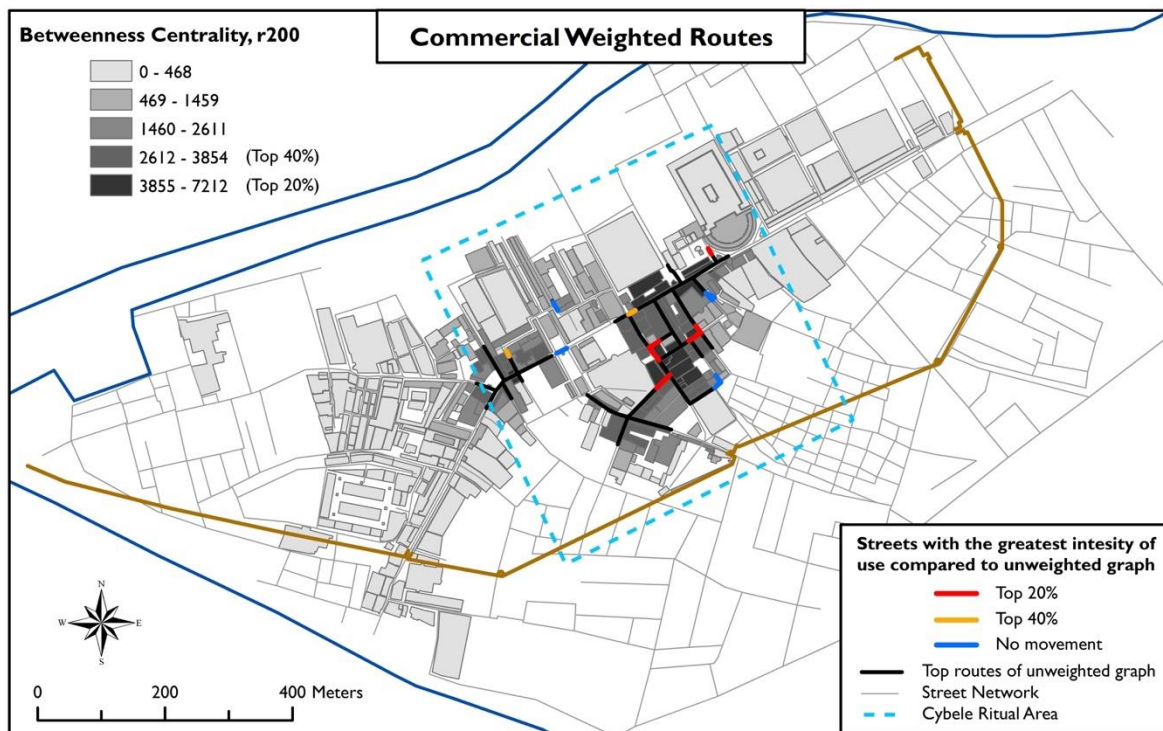 Betweenness Centrality, r200
0 - 468
469 - 1459
1460 - 2611
2612 - 3854 (Top 40%)
3855 - 7212 (Top 20%)
Commercial Weighted Routes
N
W E
S
0 200 400 Meters
Streets with the greatest intesity of
use compared to unweighted graph
Top 20%
Top 40%
No movement
Top routes of unweighted graph
Street Network
Cybele Ritual Area